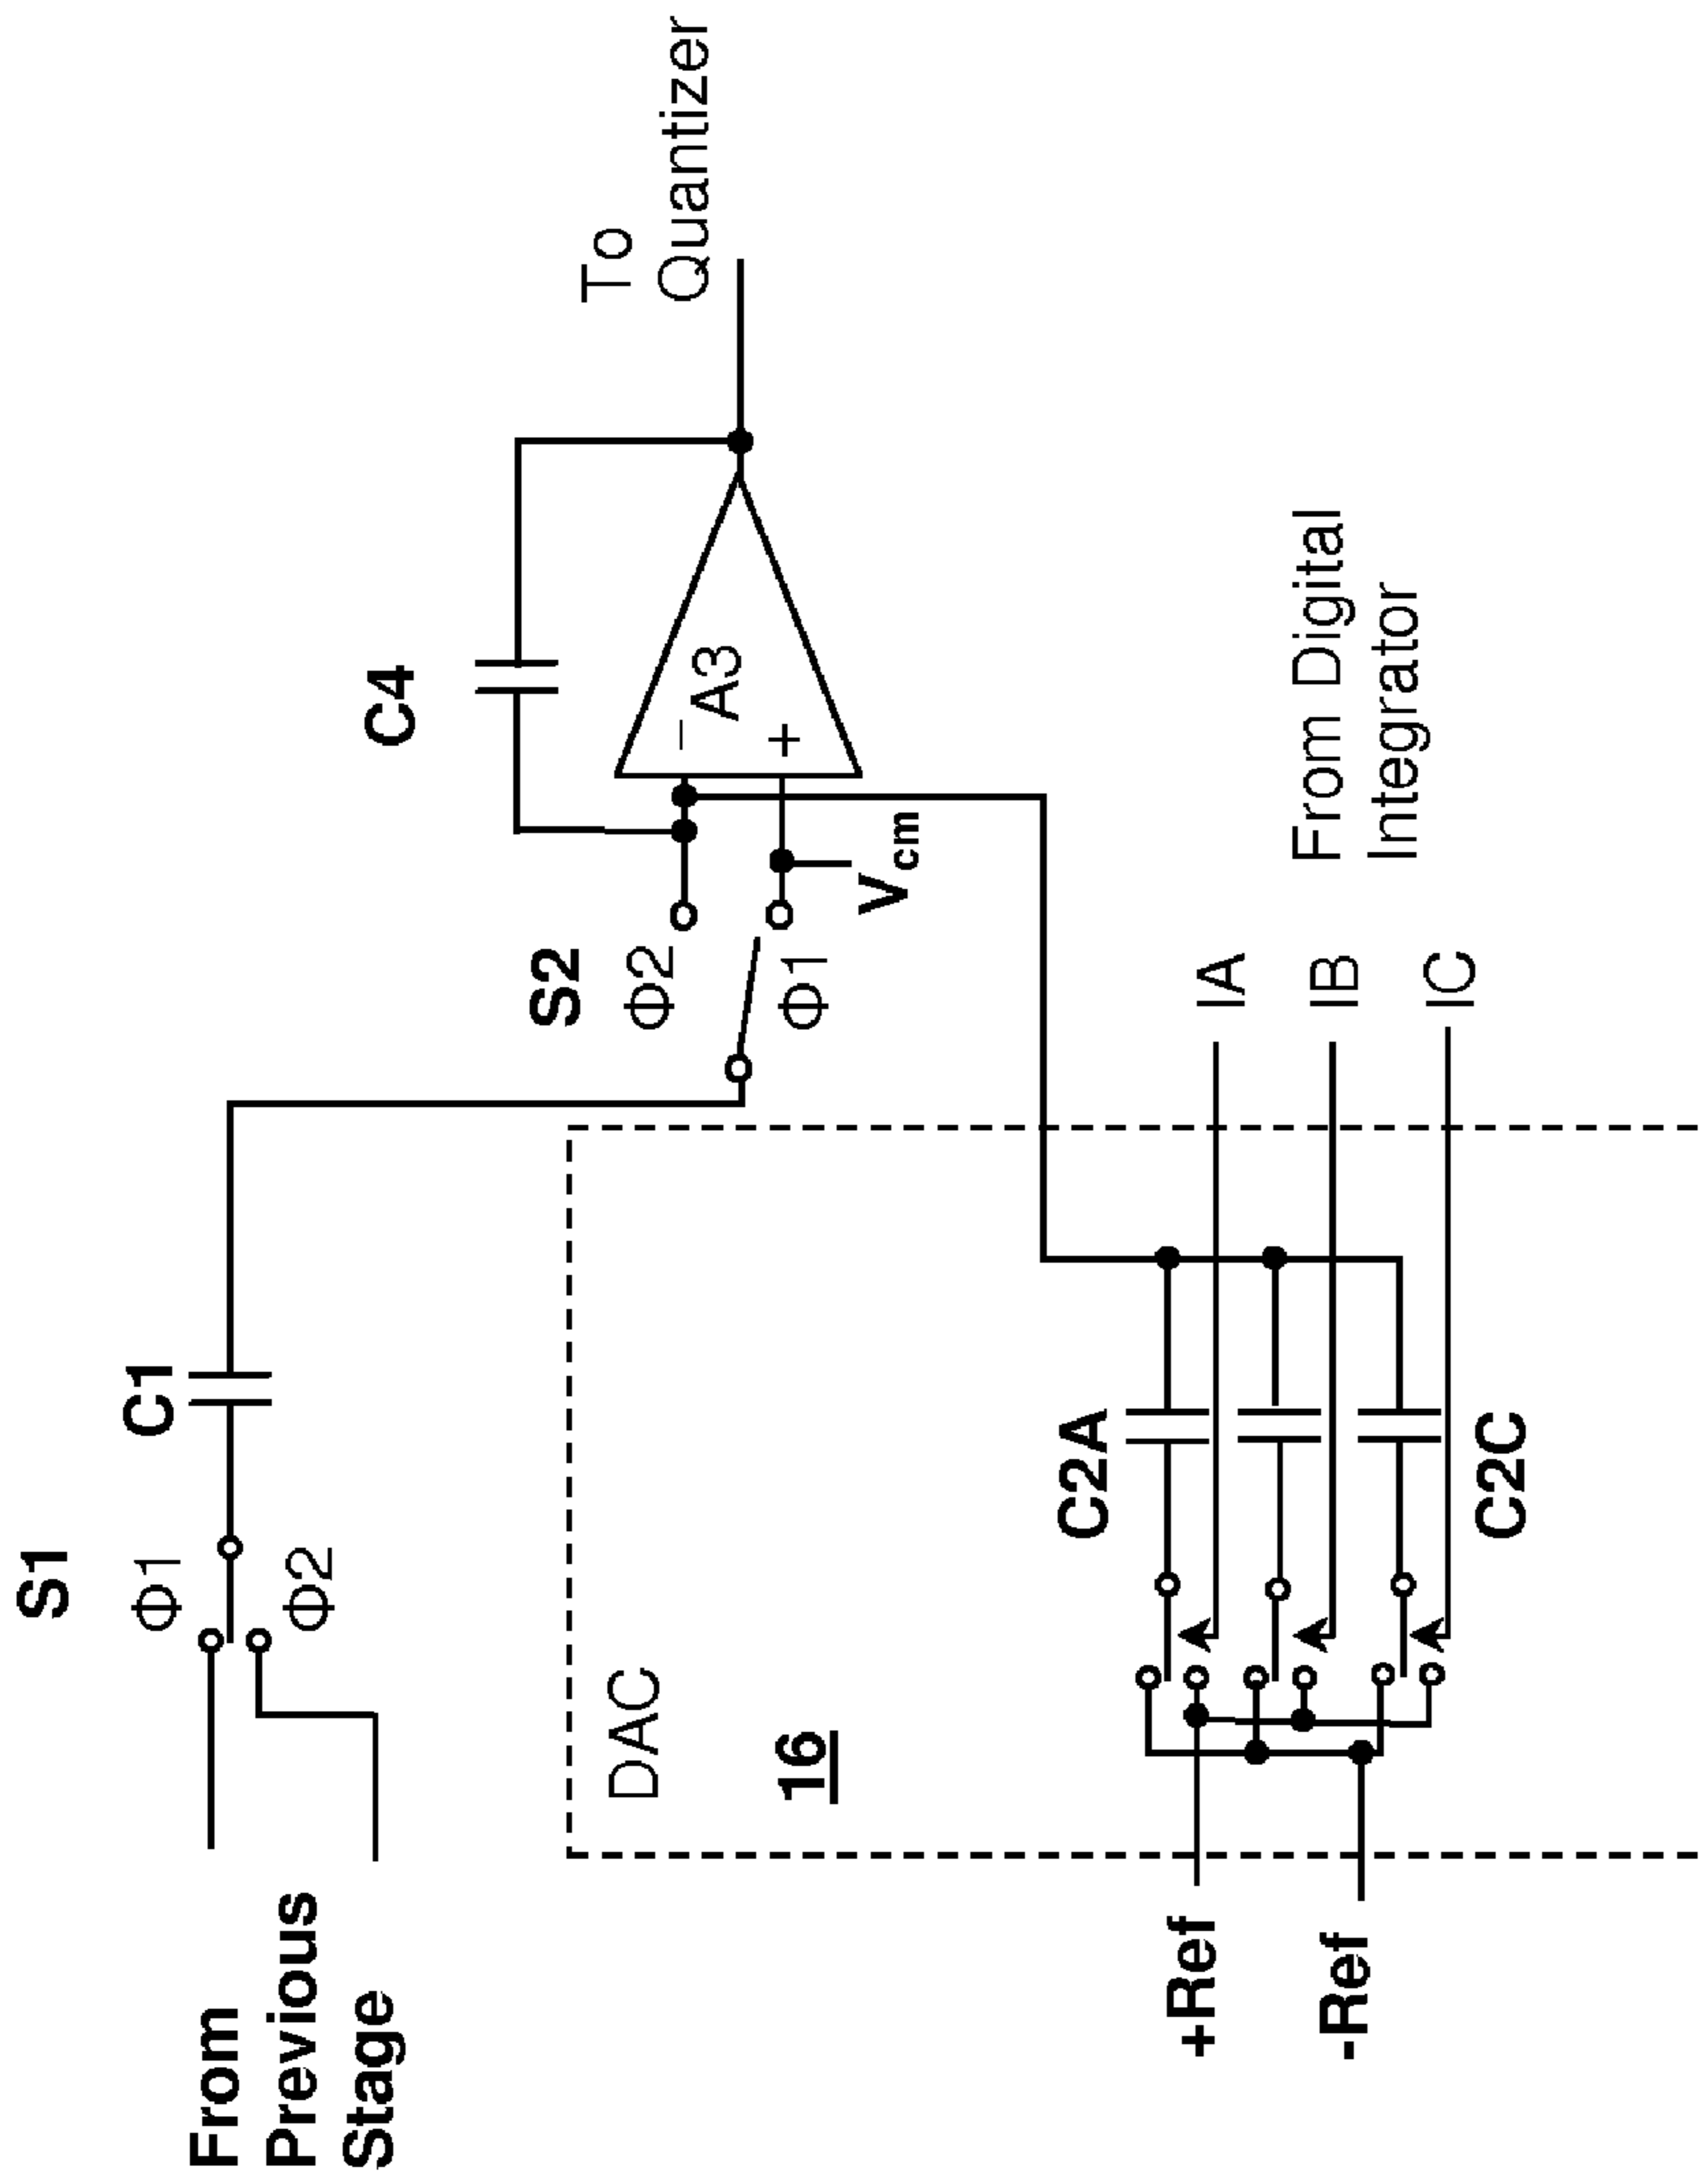 S1
Φ1
Φ2
C1
From
Previous
Stage
C4
S2
Φ2
Φ1
−
A3
+
Vcm
To
Quantizer
DAC
16
C2A
C2C
+Ref
-Ref
IA
IB
IC
From Digital
Integrator